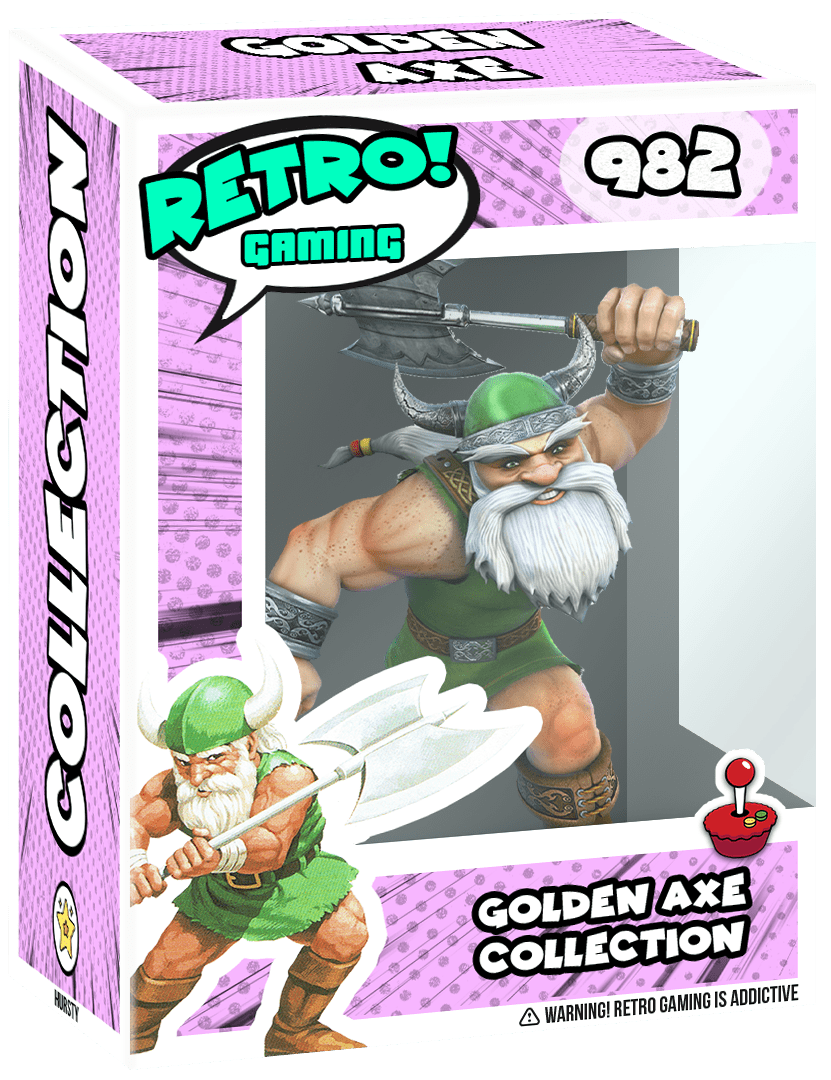 GOLDEN
AXE
RETRO!
GAMING
982
COLLECTION
HURSTY
GOLDEN AXE
COLLECTION
WARNING! RETRO GAMING IS ADDICTIVE